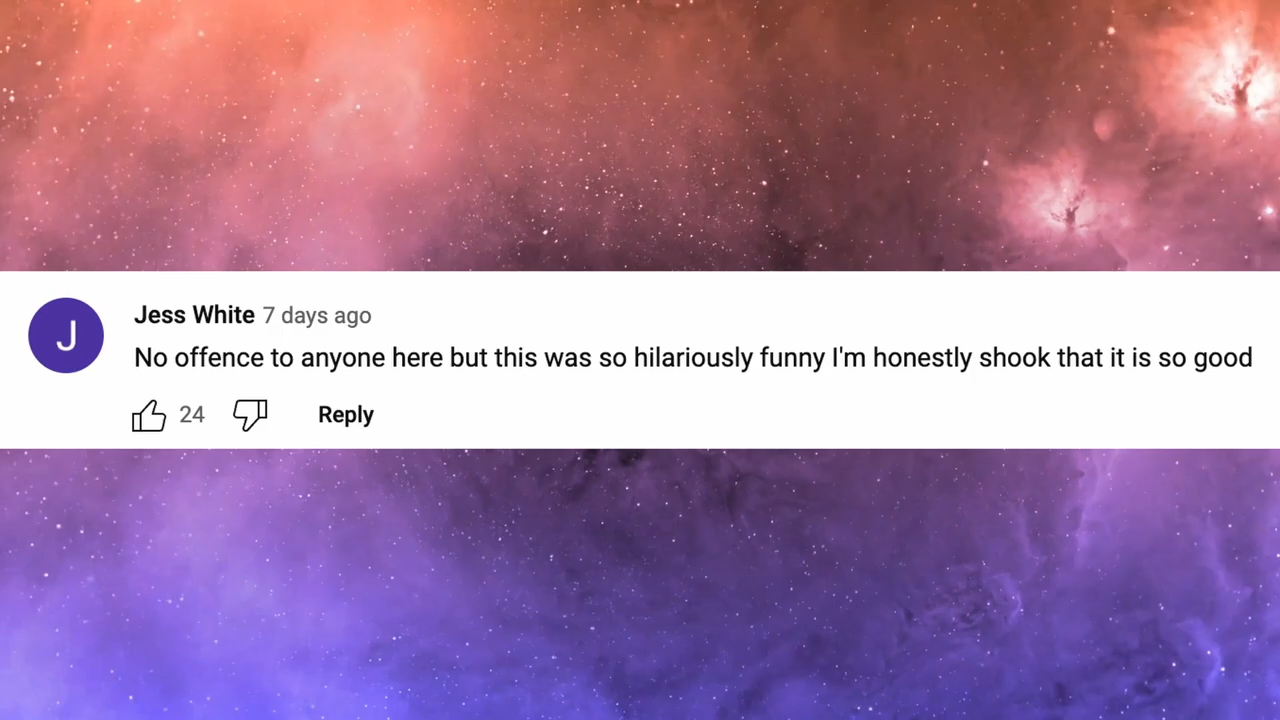 J
Jess White 7 days ago
No offence to anyone here but this was so hilariously funny I'm honestly shook that it is so good
24 Reply